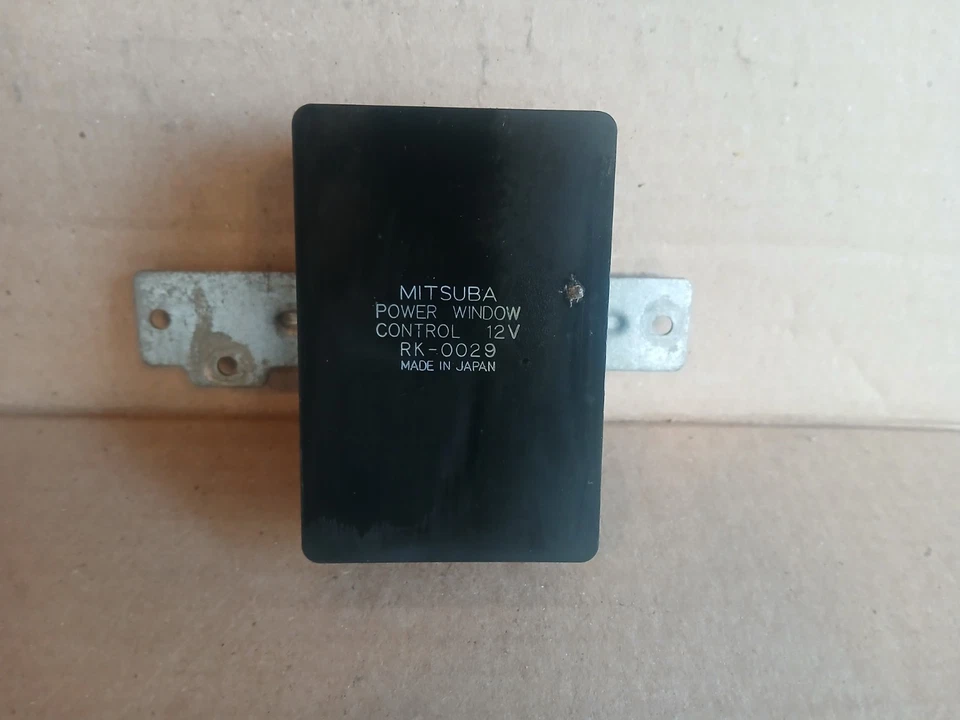 MITSUBA
POWER WINDOW
CONTROL 12V
RK-0029
MADE IN JAPAN